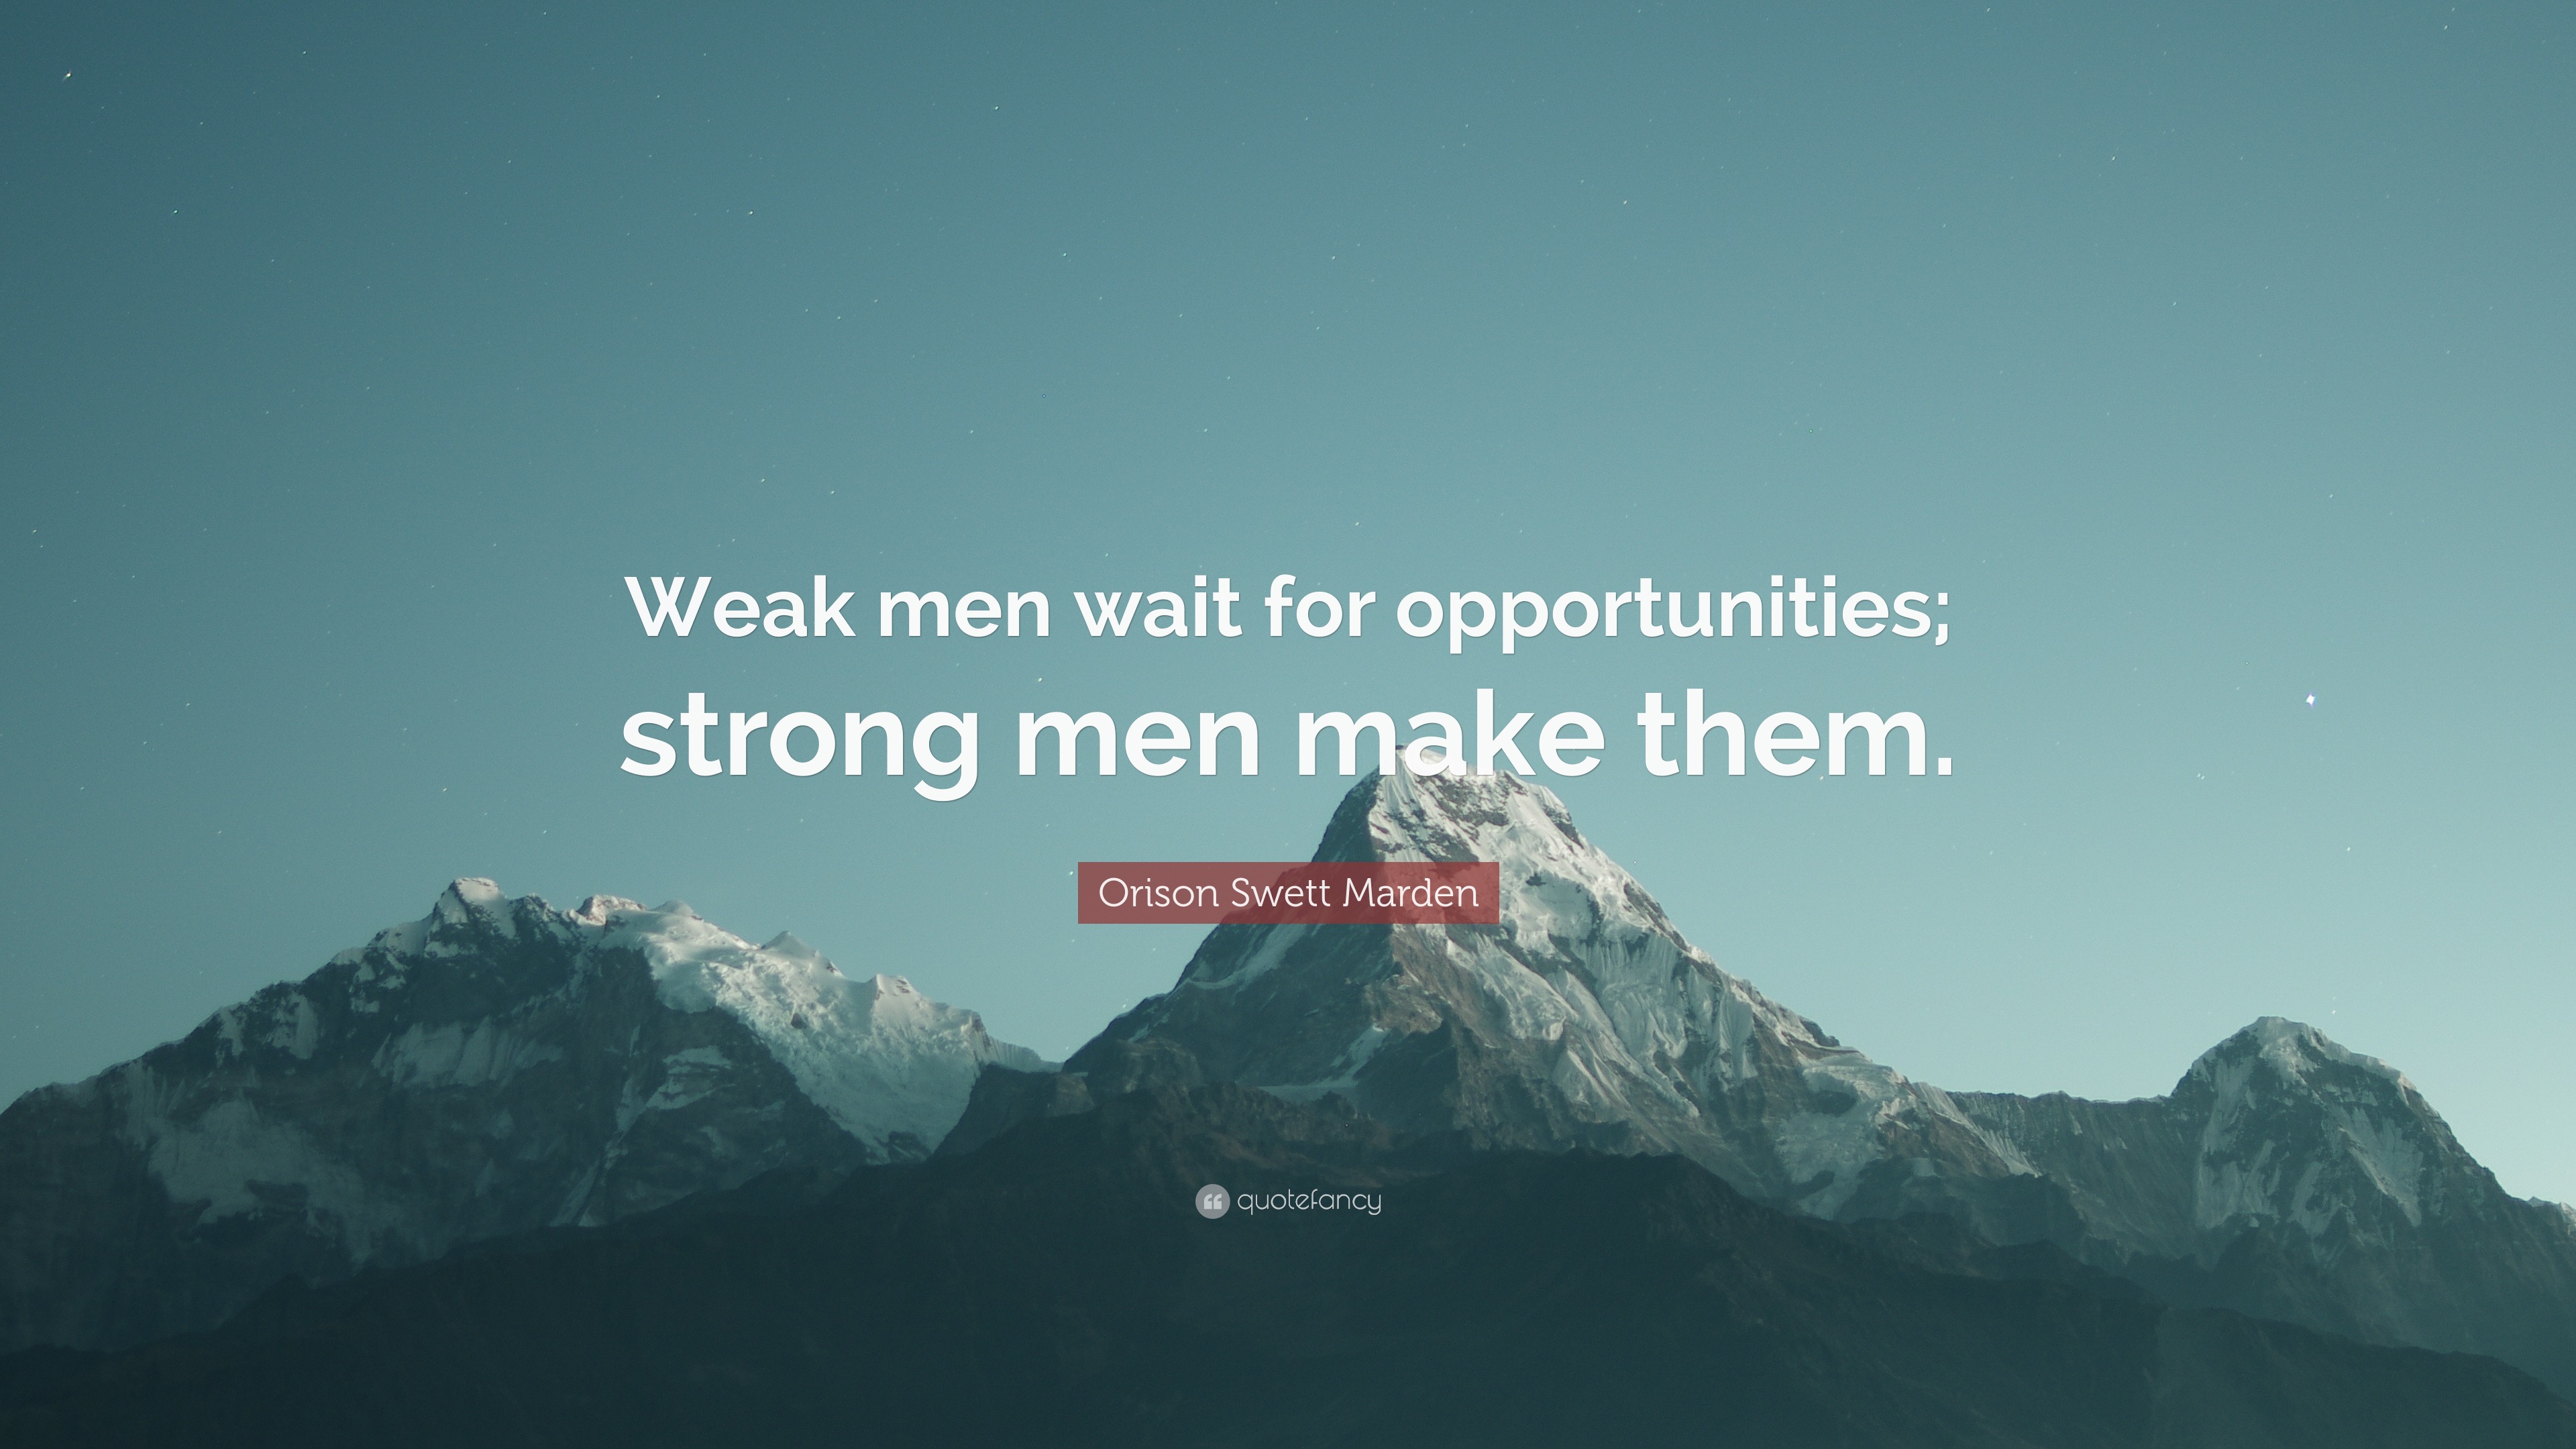 Weak men wait for opportunities;
strong men make them.
Orison Swett Marden
quotefancy